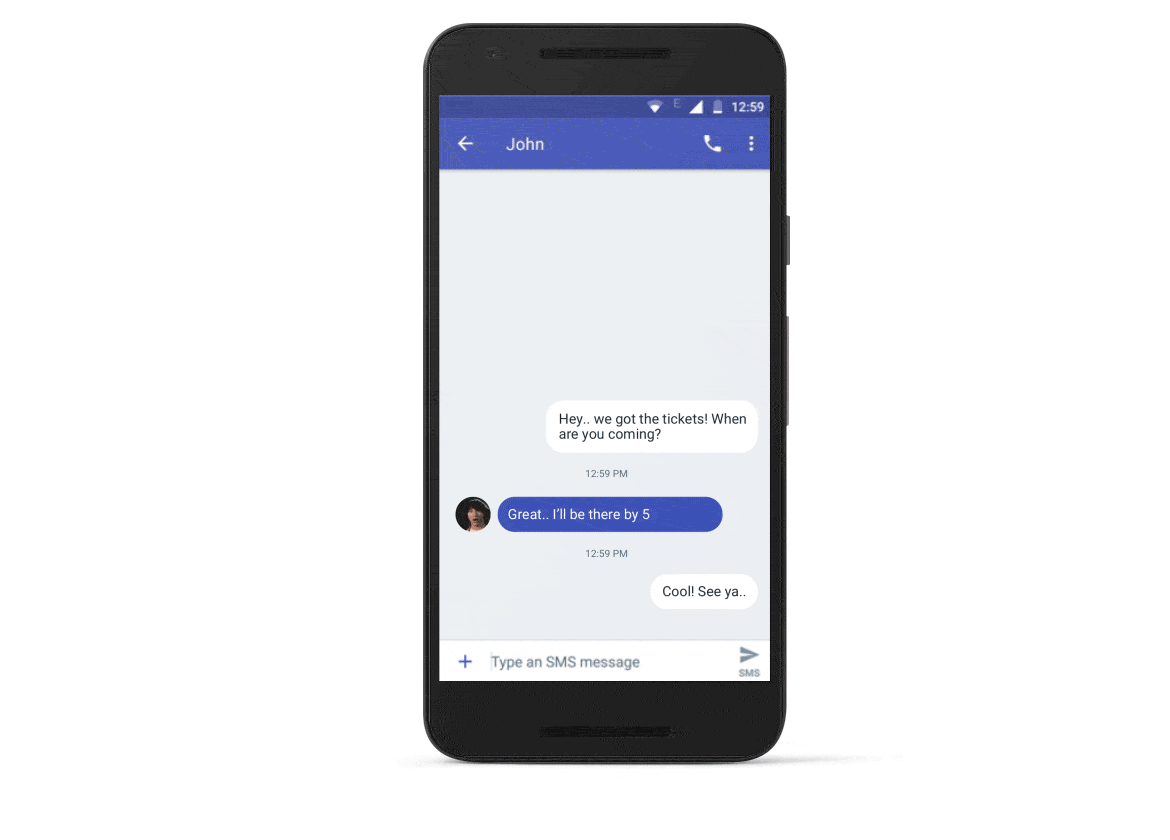 E 12:59
John
Hey.. we got the tickets! When
are you coming?
12:59 PM
Great.. I'll be there by 5
12:59 PM
Cool! See ya..
Type an SMS message
SMS